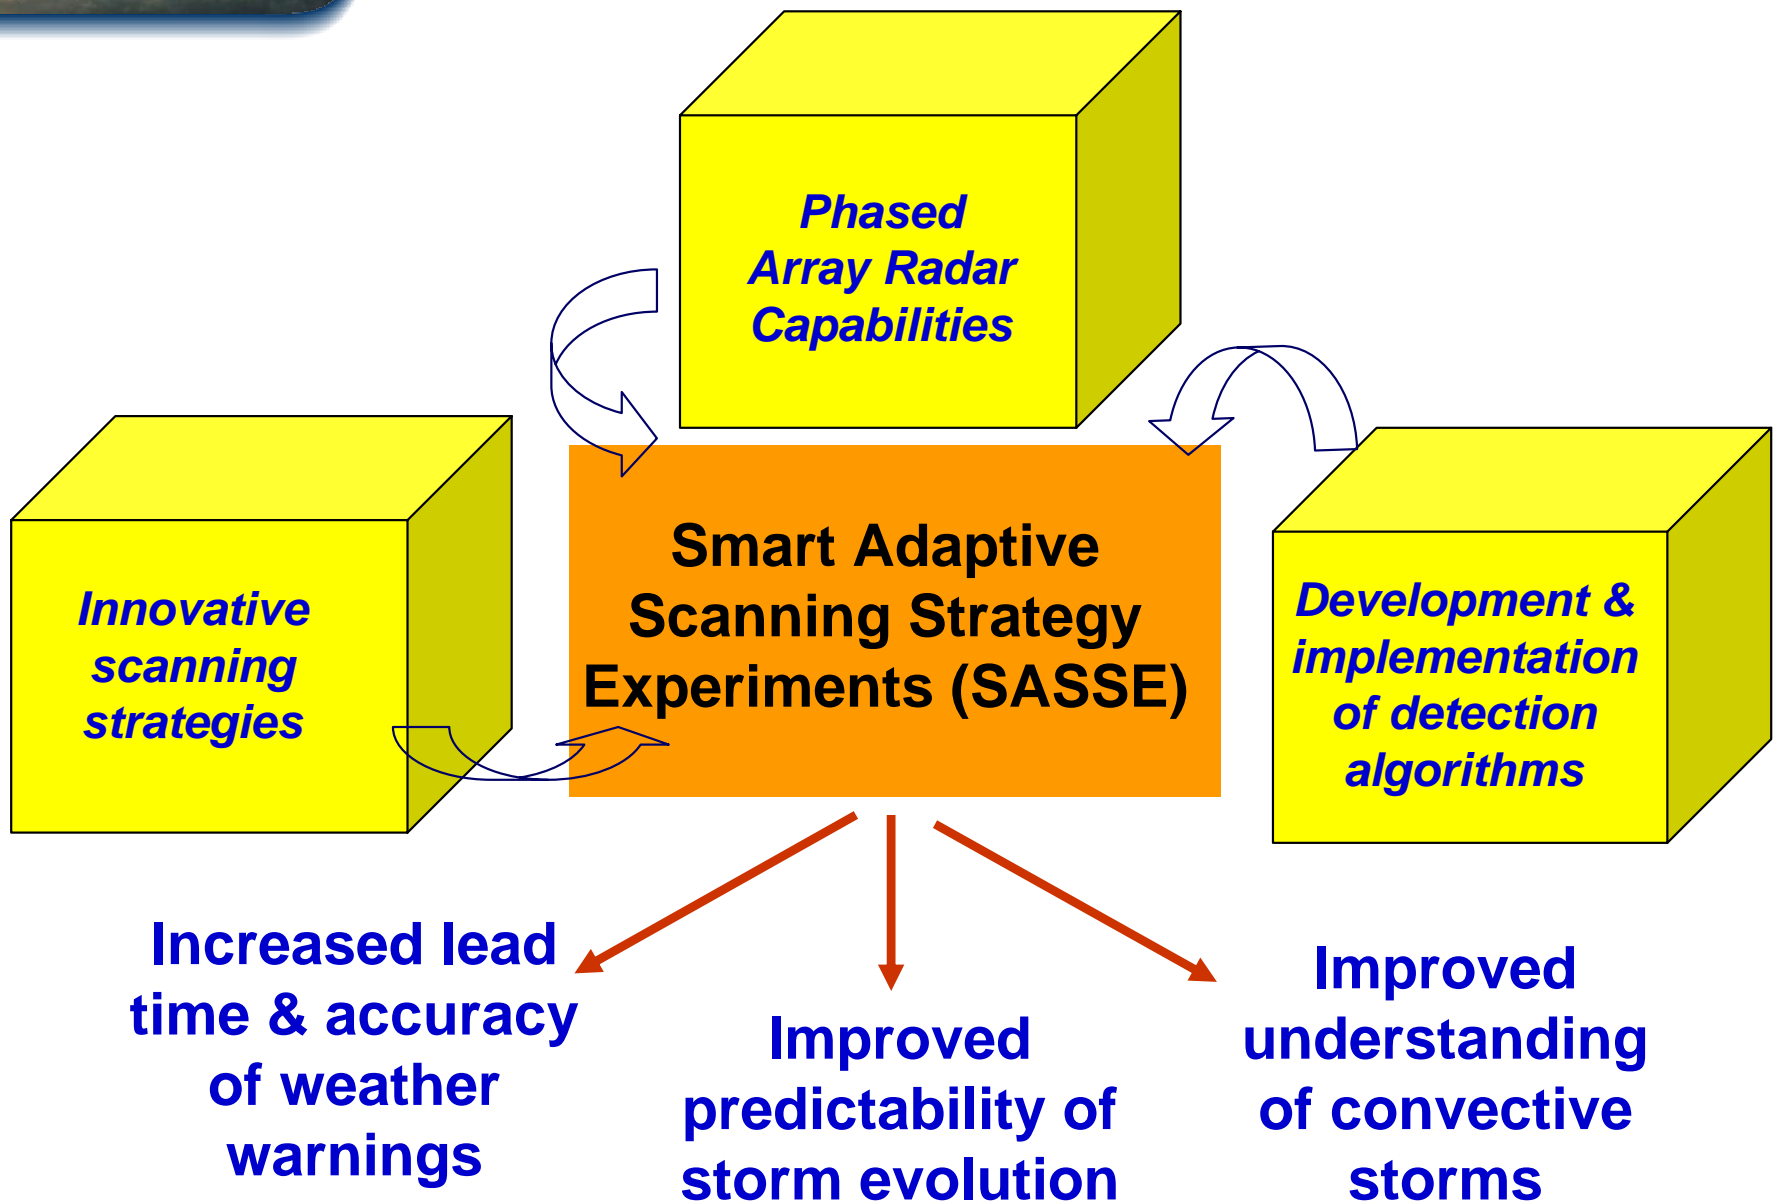 Phased
Array Radar
Capabilities
Innovative
scanning
strategies
Smart Adaptive
Scanning Strategy
Experiments (SASSE)
Development &
implementation
of detection
algorithms
Increased lead
time & accuracy
of weather
warnings
Improved
predictability of
storm evolution
Improved
understanding
of convective
storms